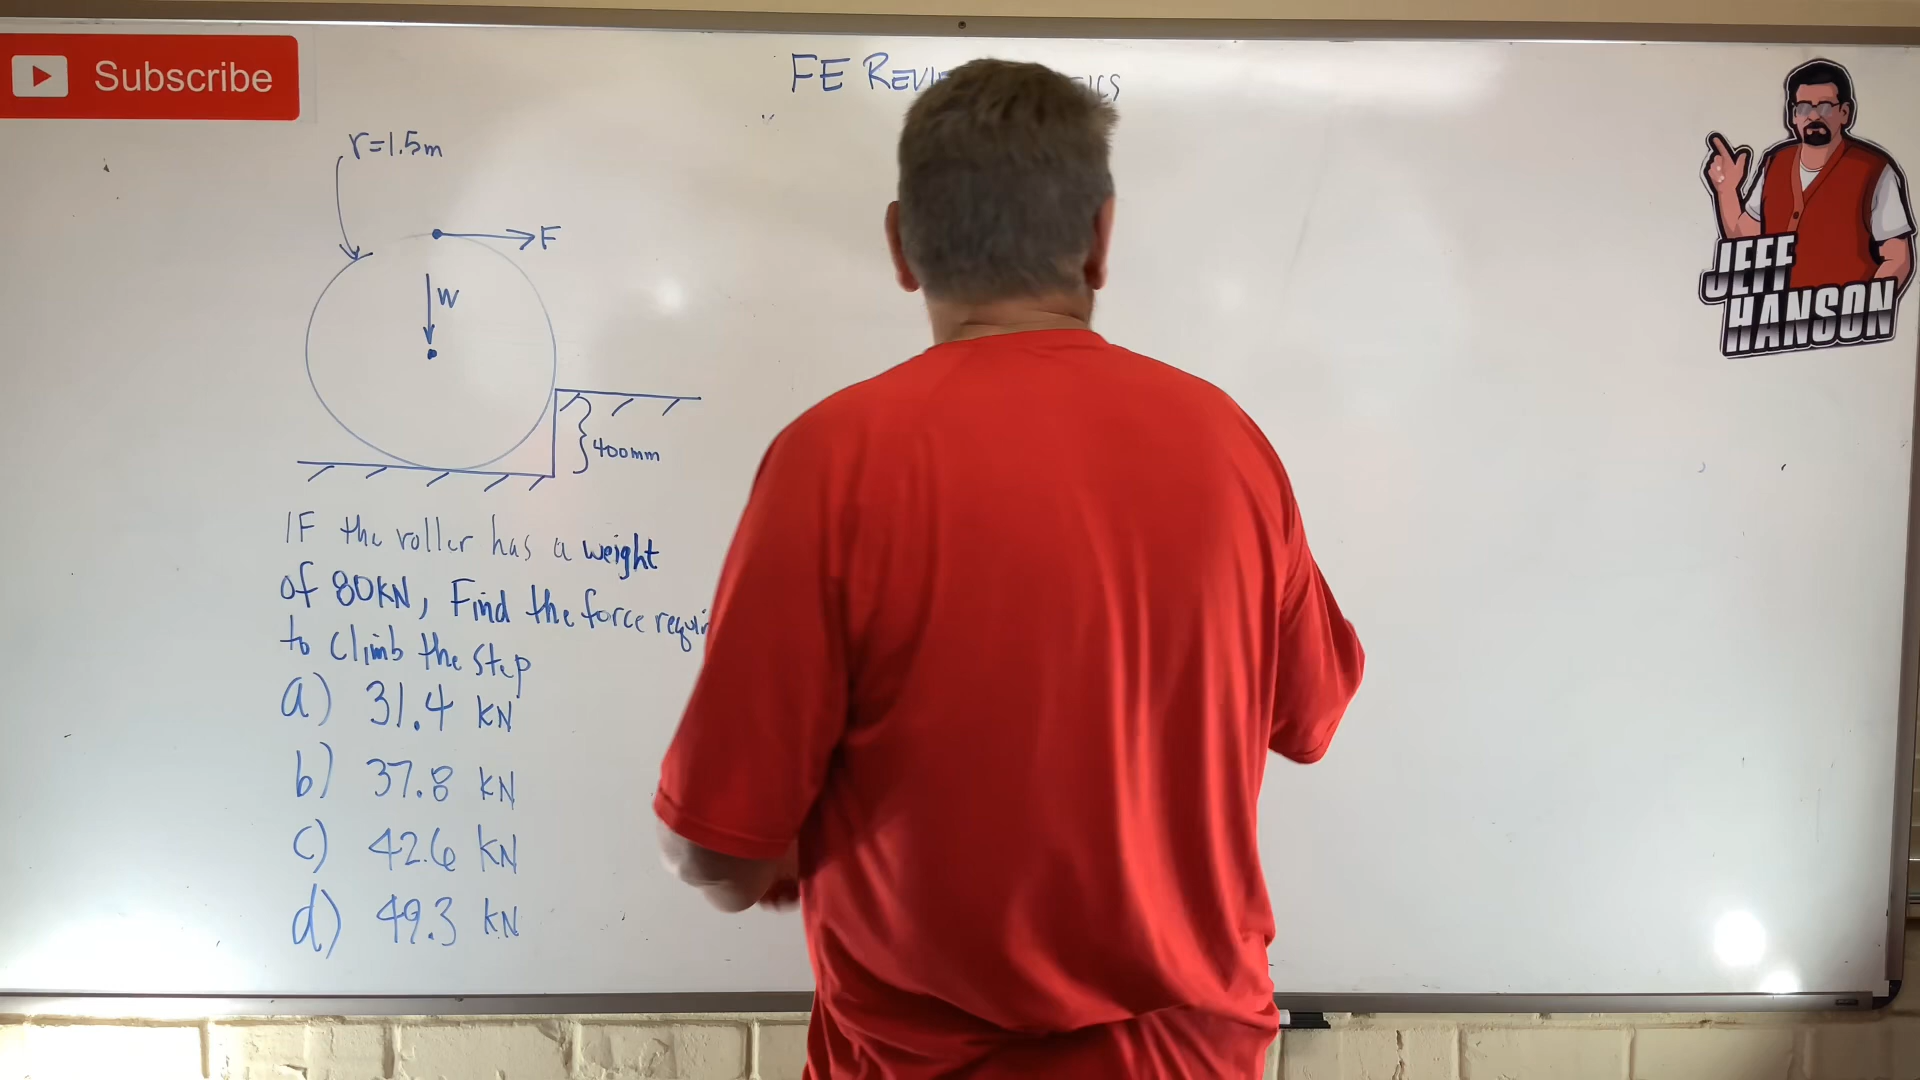 Subscribe
FE
r=1.5m
F
W
400mm
IF the roller has a weight
of 80KN, Find the force
to climb the step
a) 31.4 KN
b) 37.8 KN
c) 42.6 KN
d) 49.3 KN
JEFF
HANSON